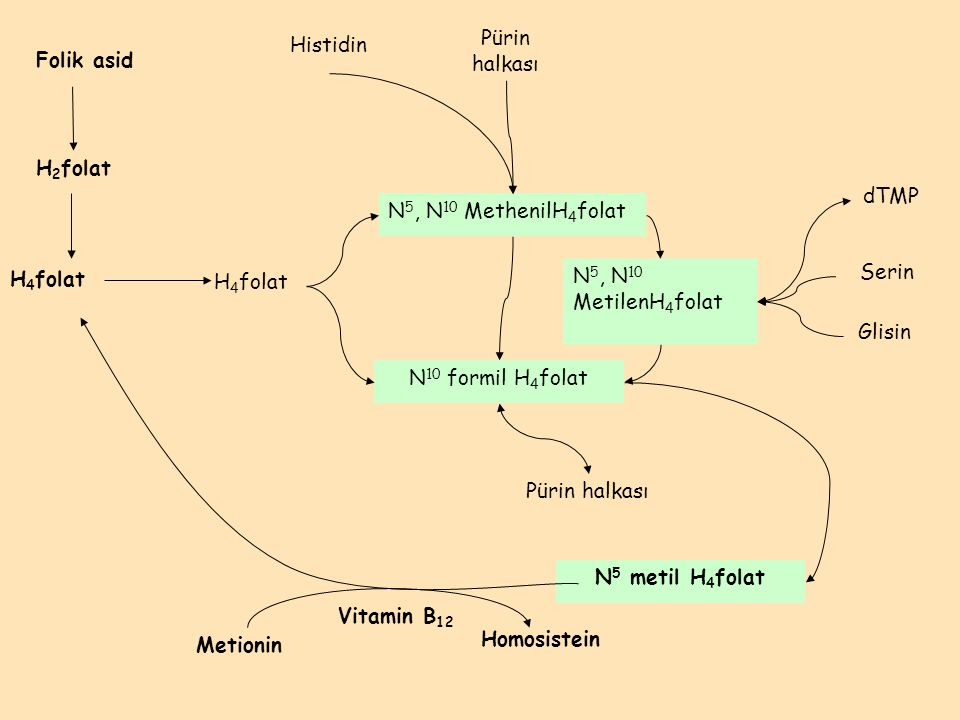 Folik asid
Histidin
Pürin
halkası
H₂folat
dTMP
N⁵, N¹⁰ MethenilH₄folat
H₄folat
H₄folat
N⁵, N¹⁰
MetilenH₄folat
Serin
Glisin
N¹⁰ formil H₄folat
Pürin halkası
N⁵ metil H₄folat
Vitamin B₁₂
Metionin
Homosistein